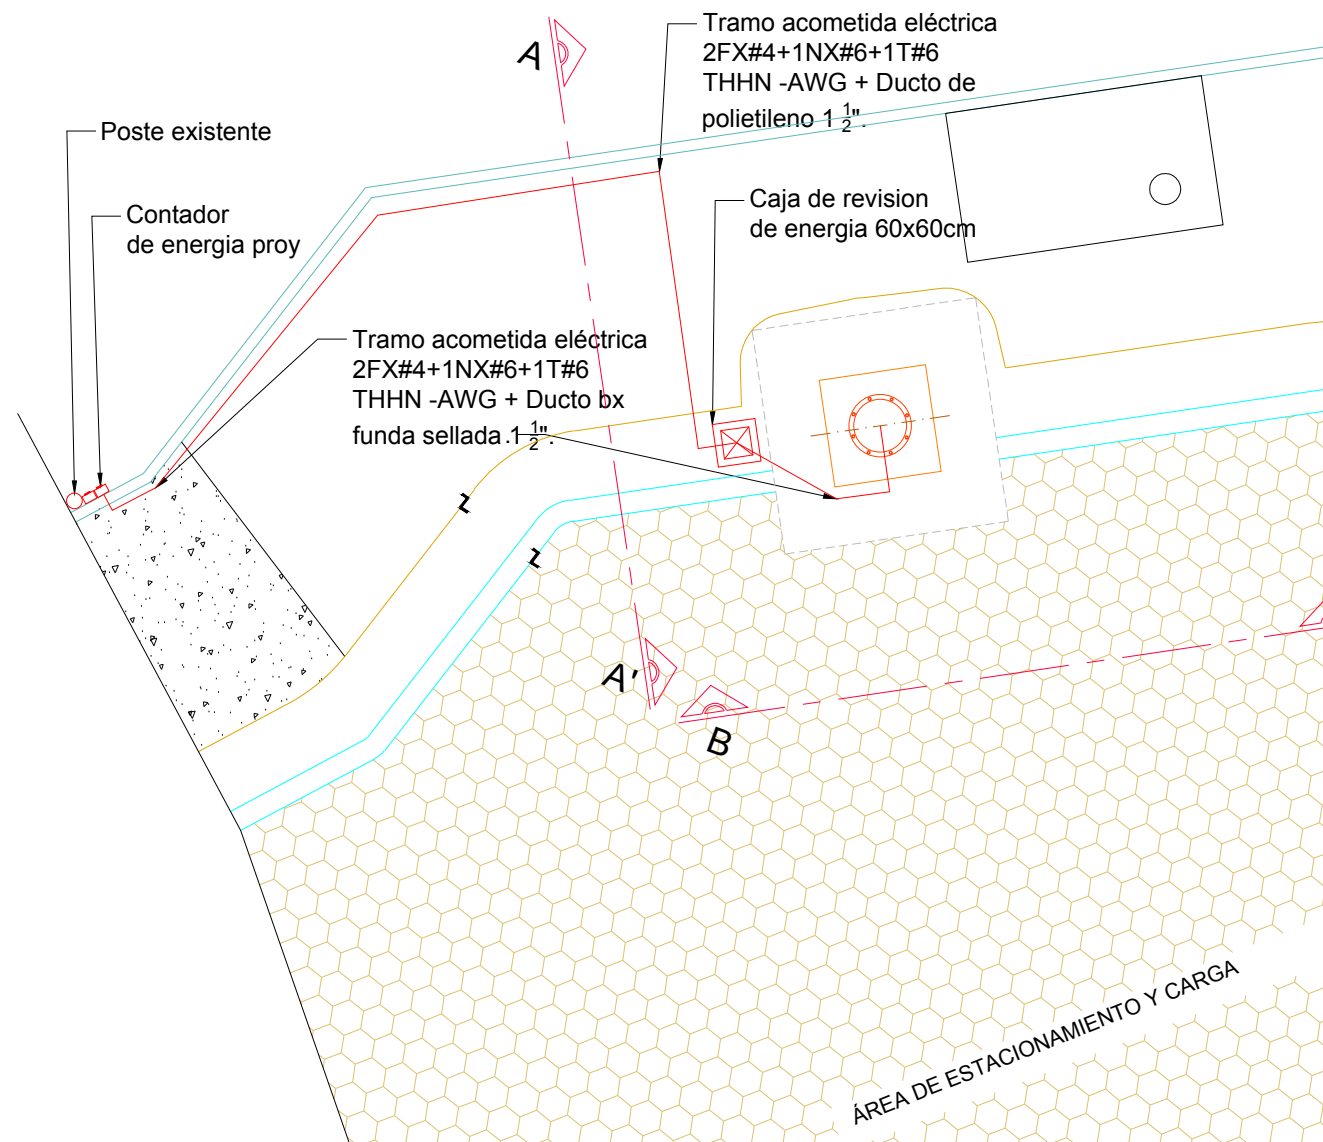 A
Tramo acometida eléctrica
2FX#4+1NX#6+1T#6
THHN -AWG + Ducto de
polietileno 1 1/2".
Poste existente
Contador
de energia proy
Caja de revision
de energia 60x60cm
Tramo acometida eléctrica
2FX#4+1NX#6+1T#6
THHN -AWG + Ducto bx
funda sellada.1 1/2".
A'
B
ÁREA DE ESTACIONAMIENTO Y CARGA